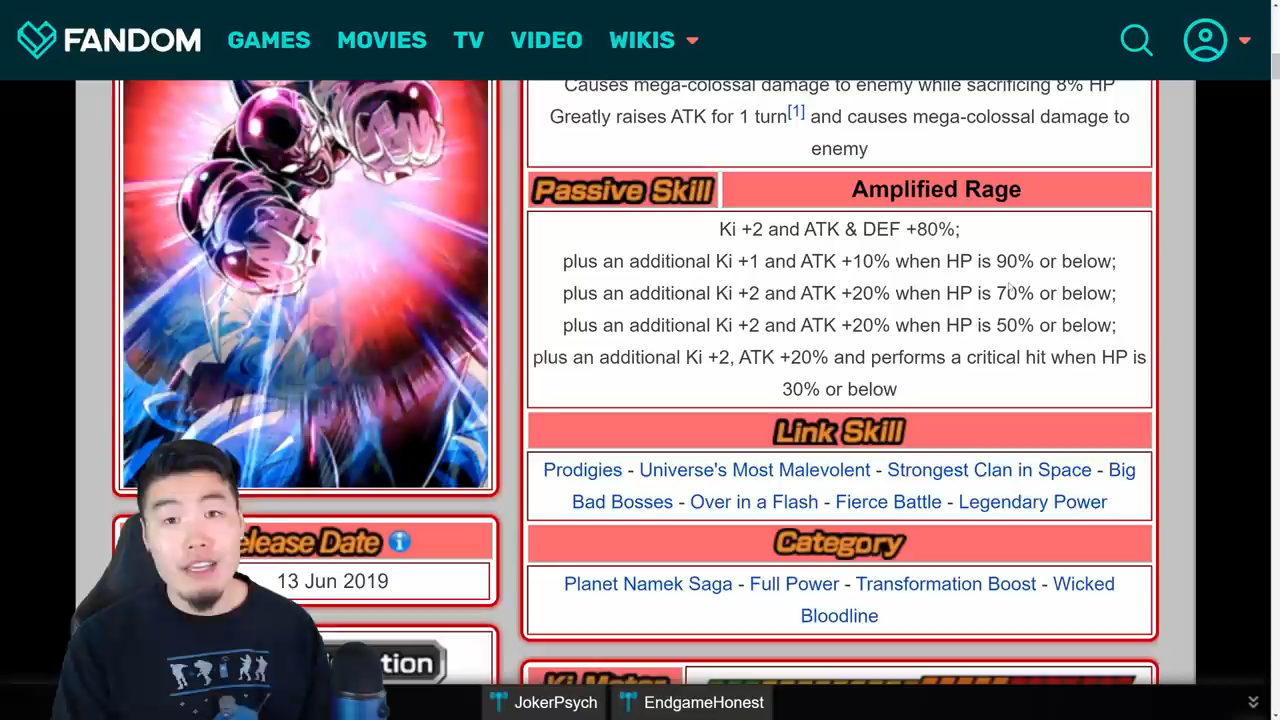 FANDOM GAMES MOVIES TV VIDEO WIKIS
Causes mega-colossal damage to enemy while sacrificing 8% HP
Greatly raises ATK for 1 turn[1] and causes mega-colossal damage to
enemy
Passive Skill Amplified Rage
Ki +2 and ATK & DEF +80%;
plus an additional Ki +1 and ATK +10% when HP is 90% or below;
plus an additional Ki +2 and ATK +20% when HP is 70% or below;
plus an additional Ki +2 and ATK +20% when HP is 50% or below;
plus an additional Ki +2, ATK +20% and performs a critical hit when HP is
30% or below
Link Skill
Prodigies - Universe's Most Malevolent - Strongest Clan in Space - Big
Bad Bosses - Over in a Flash - Fierce Battle - Legendary Power
Category
Planet Namek Saga - Full Power - Transformation Boost - Wicked
Bloodline
elease Date i
13 Jun 2019
tion
Ki Meter
JokerPsych EndgameHonest